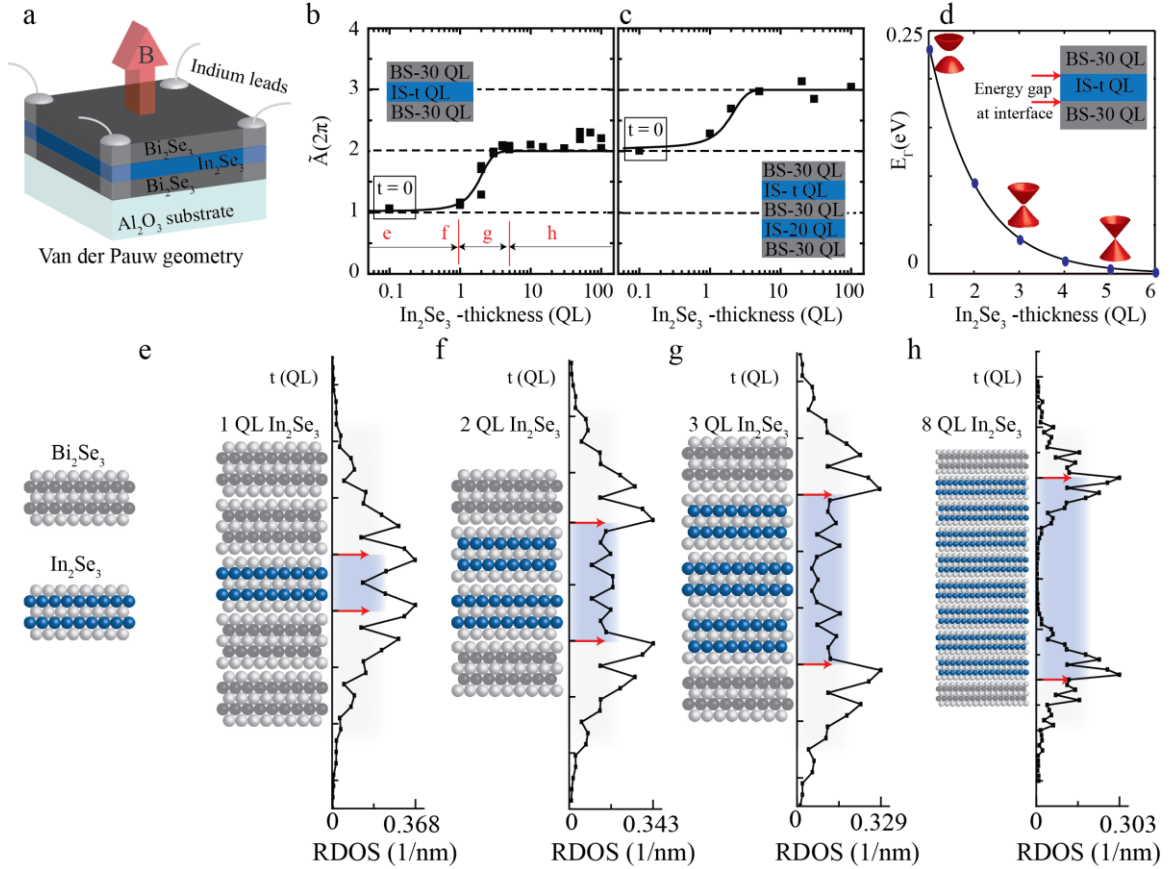 a
B
Indium leads
Bi₂Se₃
In₂Se₃
Bi₂Se₃
Al₂O₃ substrate
Van der Pauw geometry
b
Ã(2π)
4
3
2
1
0
BS-30 QL
IS-t QL
BS-30 QL
t = 0
e
f
g
h
0.1
1
10
100
In₂Se₃ -thickness (QL)
c
t = 0
BS-30 QL
IS- t QL
BS-30 QL
IS-20 QL
BS-30 QL
0.1
1
10
100
In₂Se₃ -thickness (QL)
d
0.25
E_Γ(eV)
0
Energy gap
at interface
BS-30 QL
IS-t QL
BS-30 QL
1
2
3
4
5
6
In₂Se₃ -thickness (QL)
Bi₂Se₃
In₂Se₃
e
t (QL)
1 QL In₂Se₃
0
0.368
RDOS (1/nm)
f
t (QL)
2 QL In₂Se₃
0
0.343
RDOS (1/nm)
g
t (QL)
3 QL In₂Se₃
0
0.329
RDOS (1/nm)
h
t (QL)
8 QL In₂Se₃
0
0.303
RDOS (1/nm)